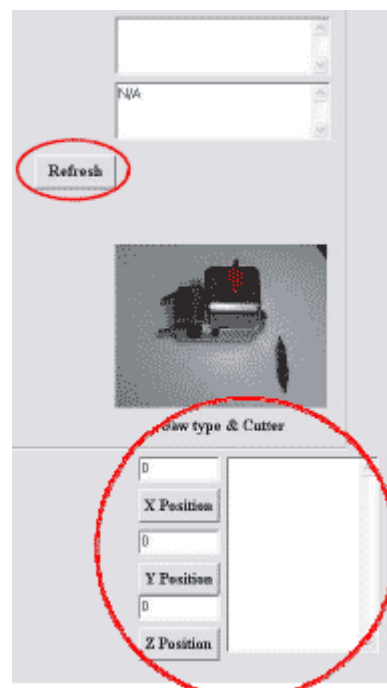 N/A
Refresh
Saw type & Cutter
0
X Position
0
Y Position
0
Z Position